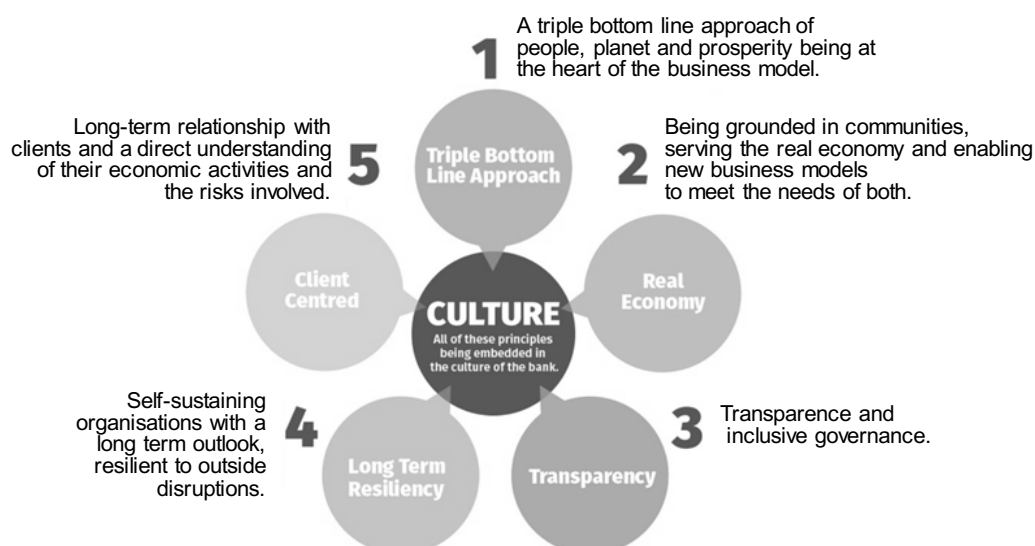 1
A triple bottom line approach of
people, planet and prosperity being at
the heart of the business model.
Triple Bottom
Line Approach
2
Being grounded in communities,
serving the real economy and enabling
new business models
to meet the needs of both.
Real
Economy
3
Transparence and
inclusive governance.
Transparency
4
Self-sustaining
organisations with a
long term outlook,
resilient to outside
disruptions.
Long Term
Resiliency
5
Long-term relationship with
clients and a direct understanding
of their economic activities and
the risks involved.
Client
Centred
CULTURE
All of these principles
being embedded in
the culture of the bank.